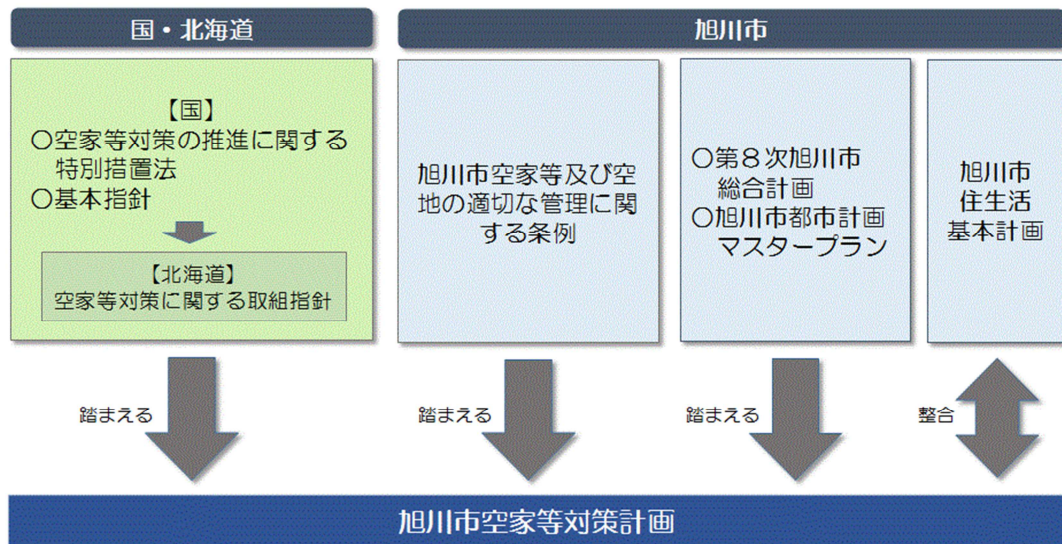 国・北海道
【国】
○空家等対策の推進に関する
特別措置法
○基本指針
【北海道】
空家等対策に関する取組指針
旭川市
旭川市空家等及び空
地の適切な管理に関
する条例
○第8次旭川市
総合計画
○旭川市都市計画
マスタープラン
旭川市
住生活
基本計画
踏まえる
踏まえる
踏まえる
整合
旭川市空家等対策計画